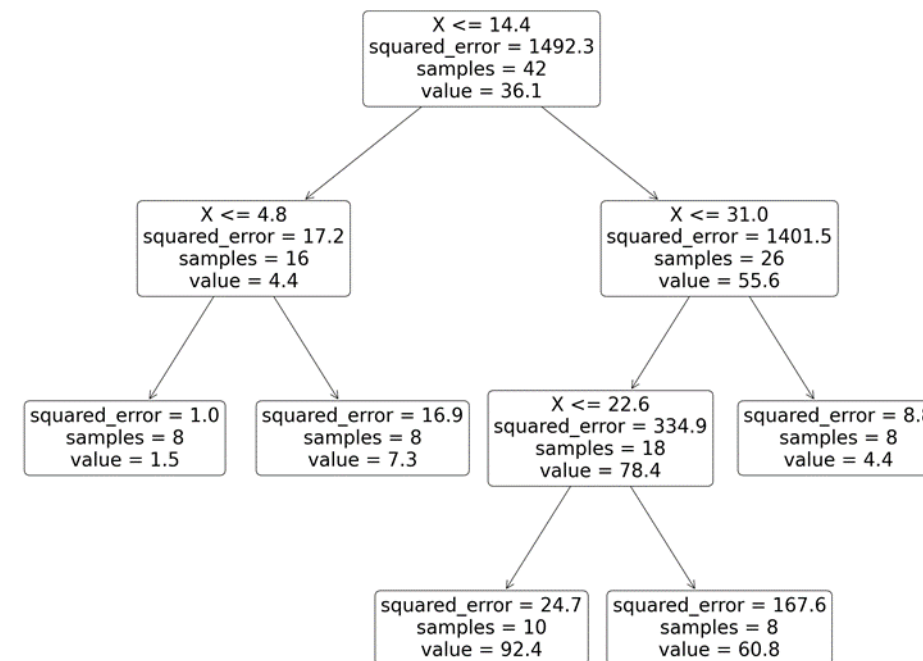 X <= 14.4
squared_error = 1492.3
samples = 42
value = 36.1
X <= 4.8
squared_error = 17.2
samples = 16
value = 4.4
X <= 31.0
squared_error = 1401.5
samples = 26
value = 55.6
squared_error = 1.0
samples = 8
value = 1.5
squared_error = 16.9
samples = 8
value = 7.3
X <= 22.6
squared_error = 334.9
samples = 18
value = 78.4
squared_error = 8.8
samples = 8
value = 4.4
squared_error = 24.7
samples = 10
value = 92.4
squared_error = 167.6
samples = 8
value = 60.8